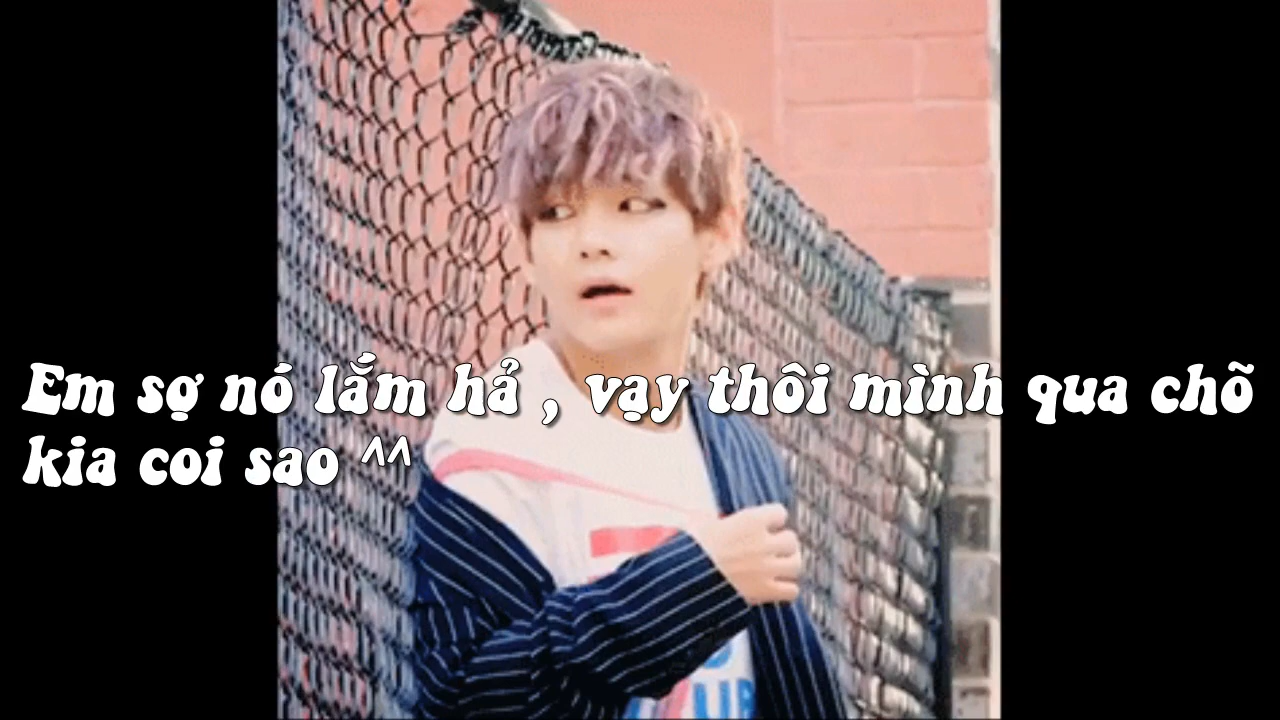 Em sợ nó lắm hả , vạy thôi mình qua chõ
kia coi sao ^^